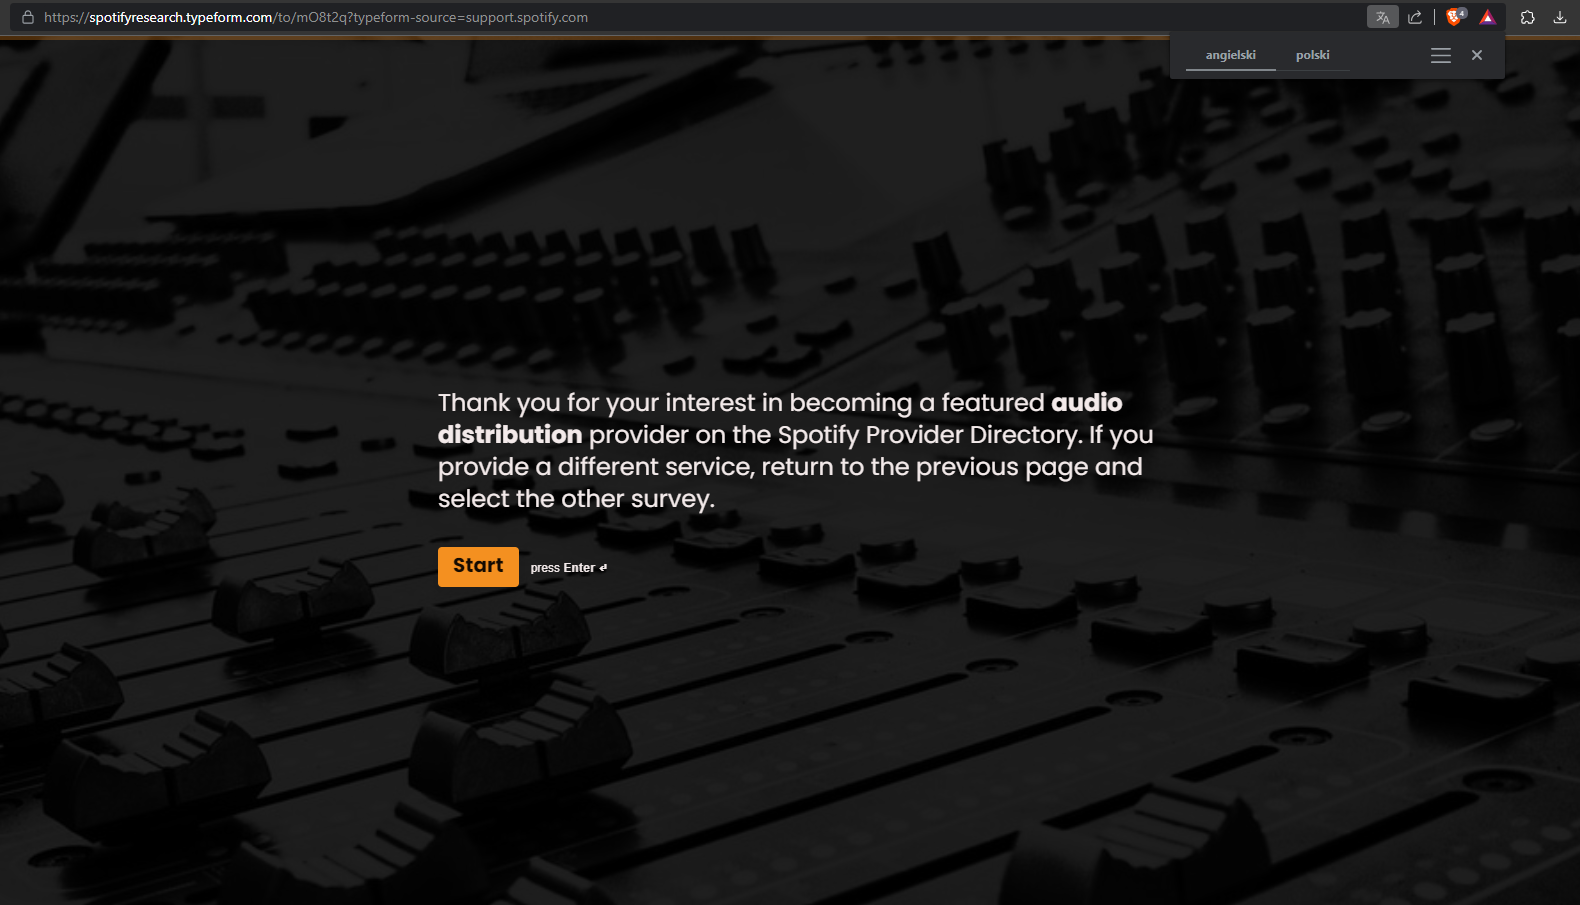 https://spotifyresearch.typeform.com/to/mO8t2q?typeform-source=support.spotify.com
4
angielski polski
Thank you for your interest in becoming a featured audio
distribution provider on the Spotify Provider Directory. If you
provide a different service, return to the previous page and
select the other survey.
Start press Enter ↵